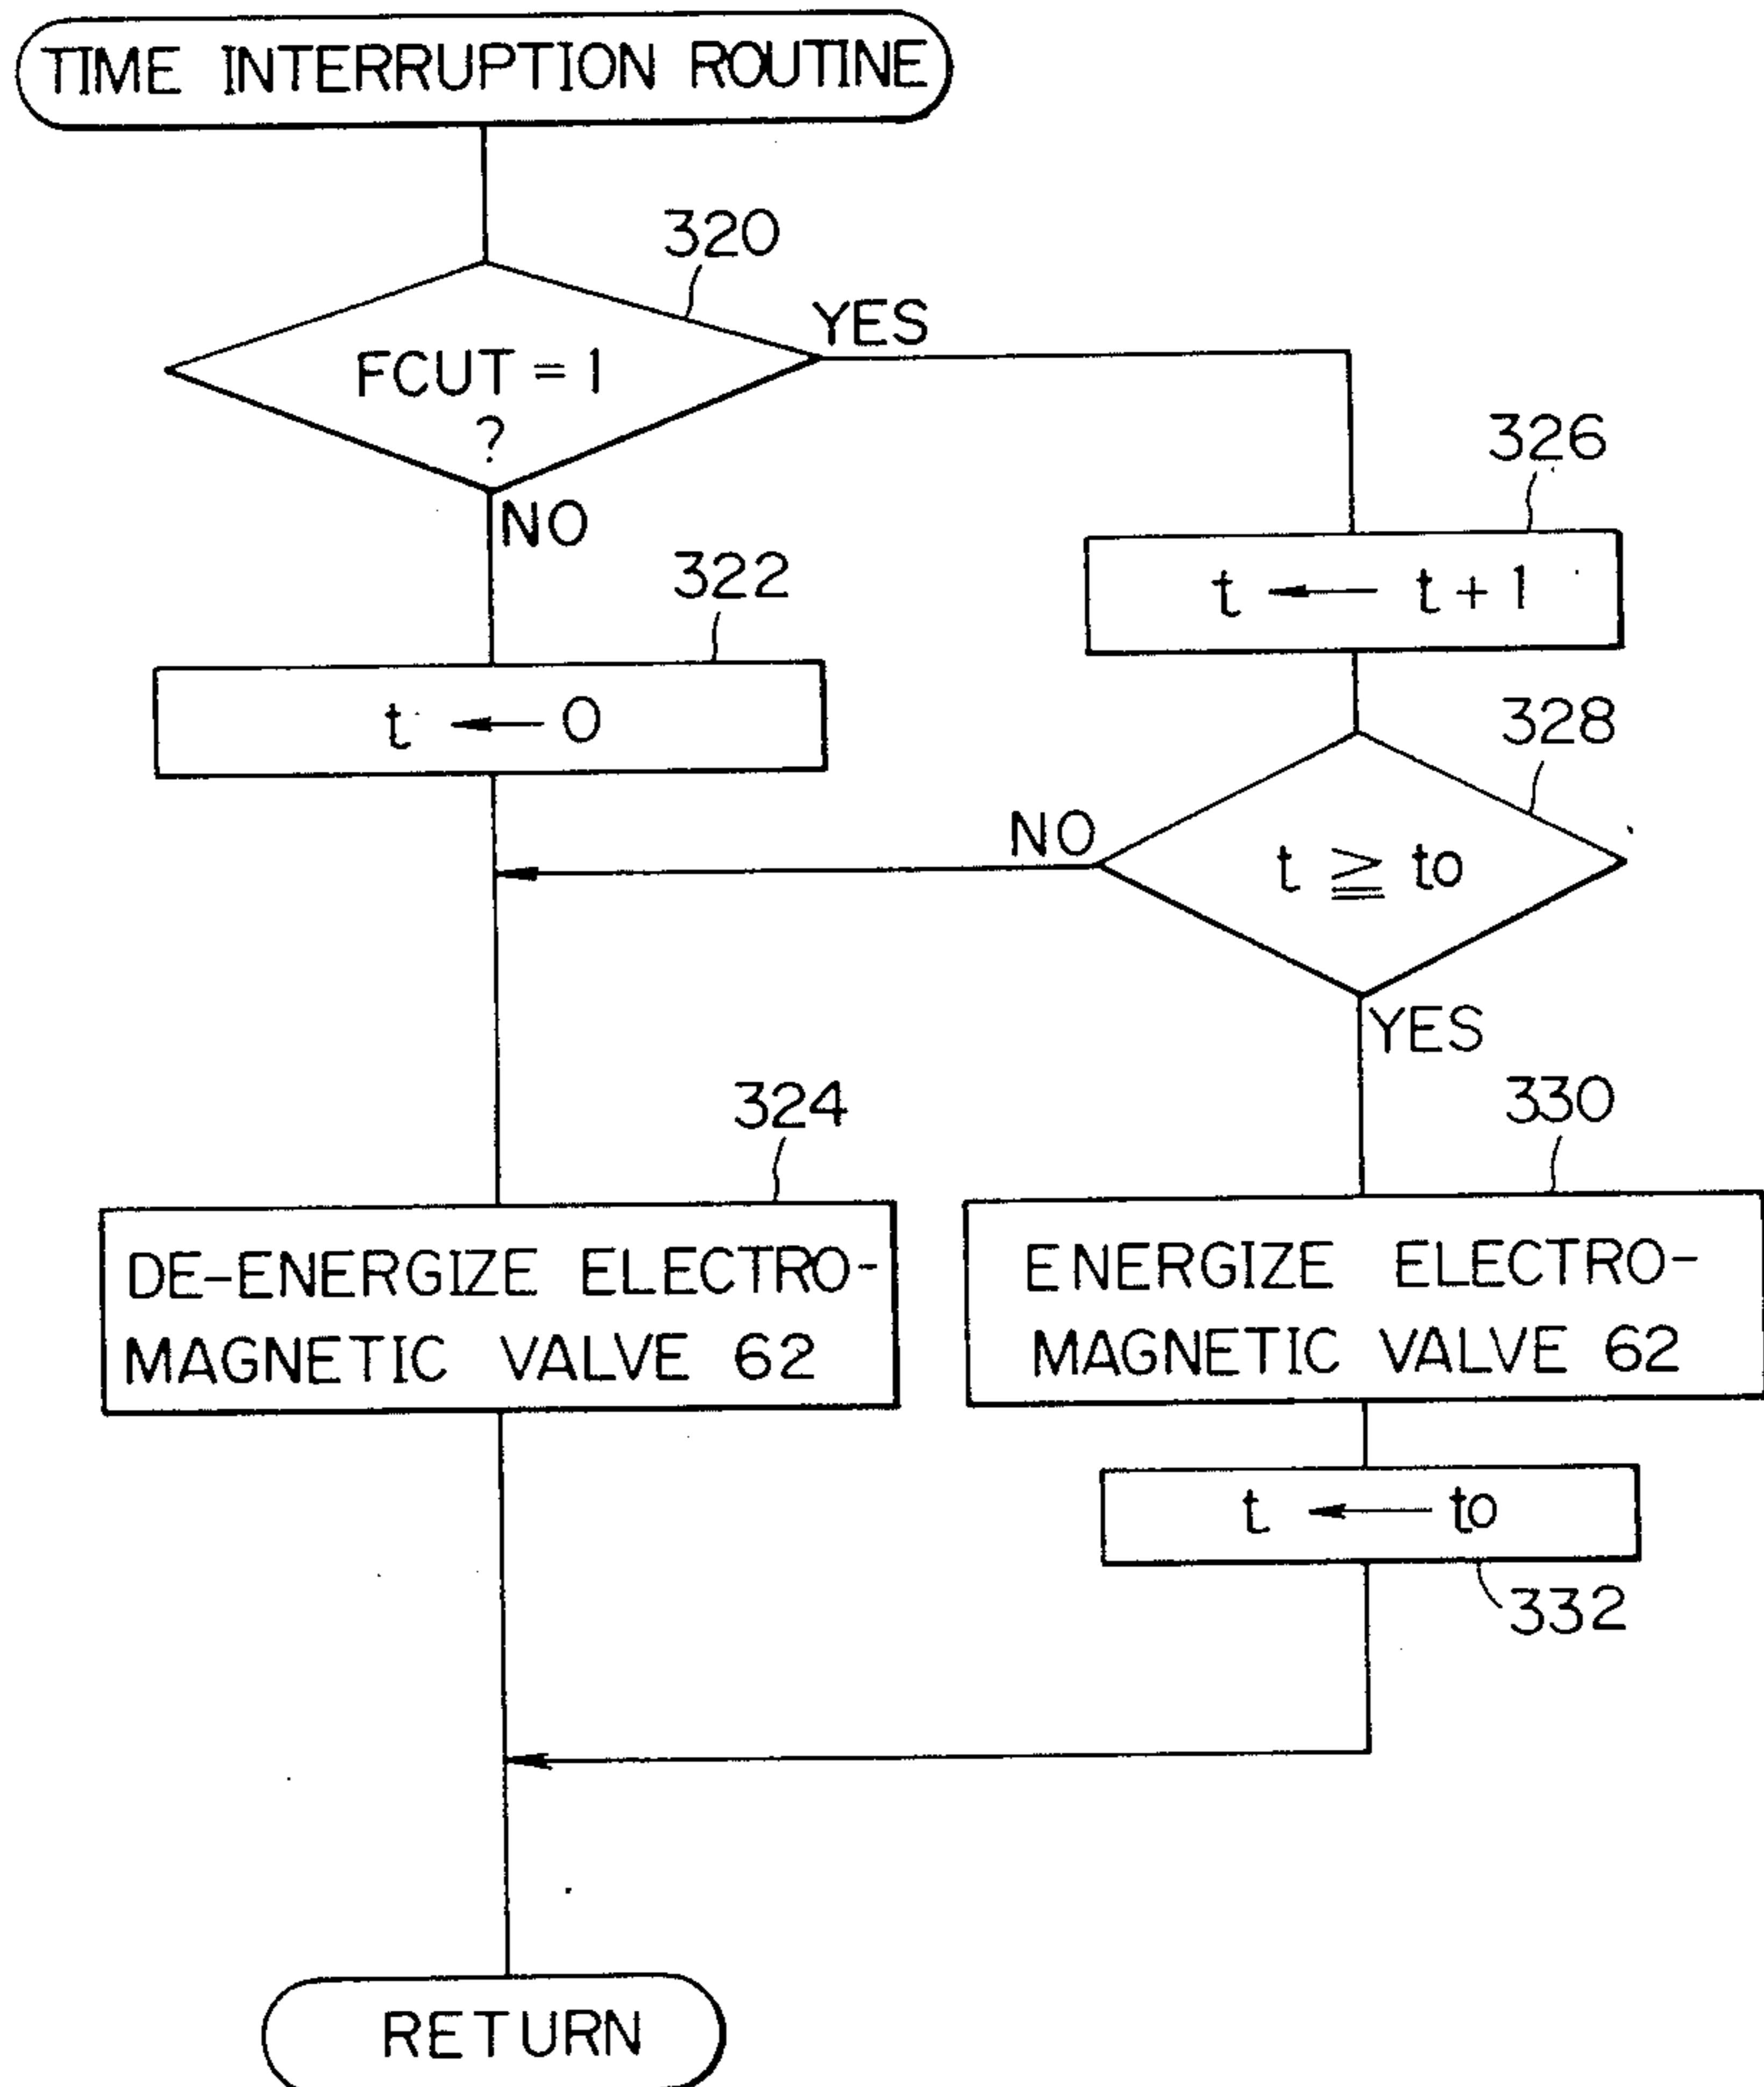 TIME INTERRUPTION ROUTINE
320
YES
FCUT = 1
?
NO
326
t ← t + 1
322
t ← 0
328
NO
t ≧ to
YES
324
DE-ENERGIZE ELECTRO-
MAGNETIC VALVE 62
330
ENERGIZE ELECTRO-
MAGNETIC VALVE 62
t ← to
332
RETURN